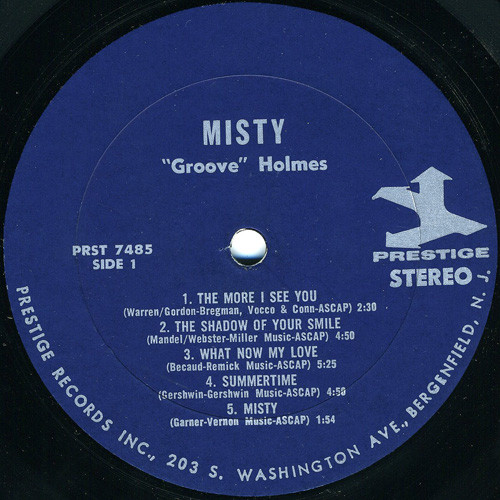 MISTY
"Groove" Holmes
PRST 7485
SIDE 1
PRESTIGE
STEREO
1. THE MORE I SEE YOU
(Warren/Gordon-Bregman, Vocco & Conn-ASCAP) 2:30
2. THE SHADOW OF YOUR SMILE
(Mandel/Webster-Miller Music-ASCAP) 4:50
3. WHAT NOW MY LOVE
(Becaud-Remick Music-ASCAP) 5:25
4. SUMMERTIME
(Gershwin-Gershwin Music-ASCAP) 4:58
5. MISTY
(Garner-Vernon Music-ASCAP) 1:54
PRESTIGE RECORDS INC., 203 S. WASHINGTON AVE., BERGENFIELD, N. J.